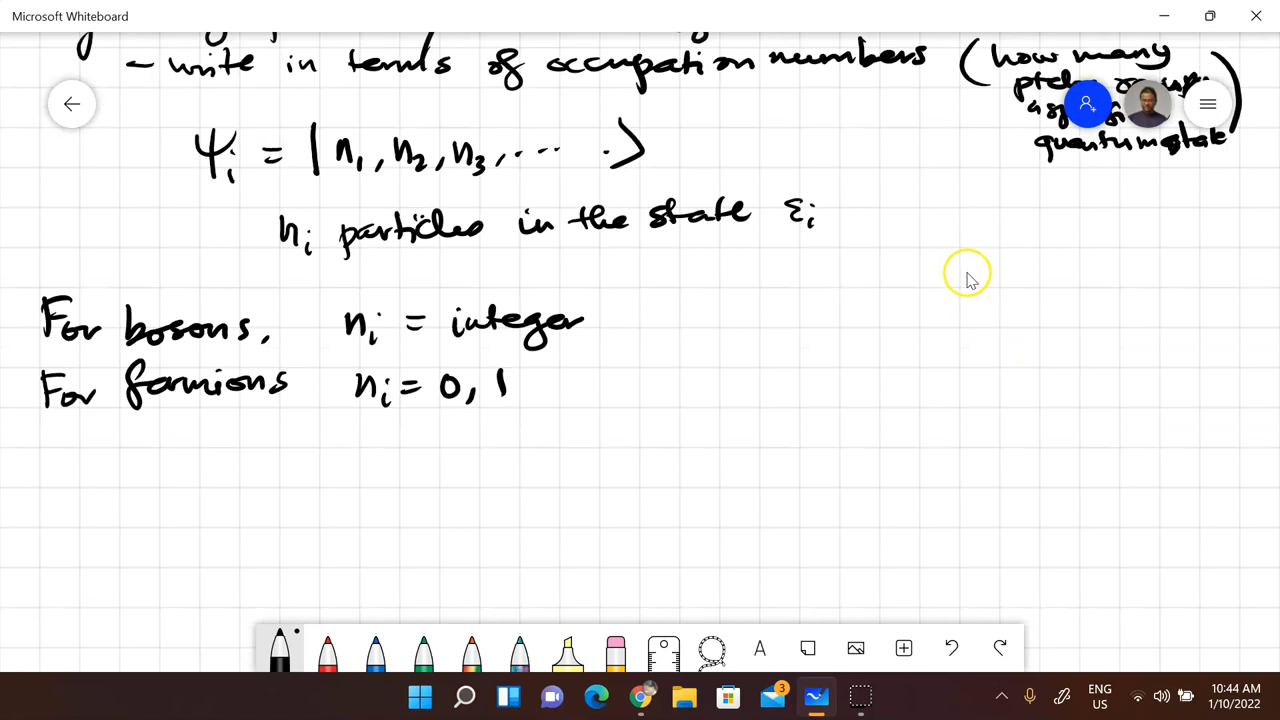 Microsoft Whiteboard
- write in terms of occupation numbers (how many
quantum state
Ψi = | n1, n2, n3, ... . >
ni particles in the state εi
For bosons, ni = integer
For fermions ni = 0, 1
A
3
ENG
US
10:44 AM
1/10/2022